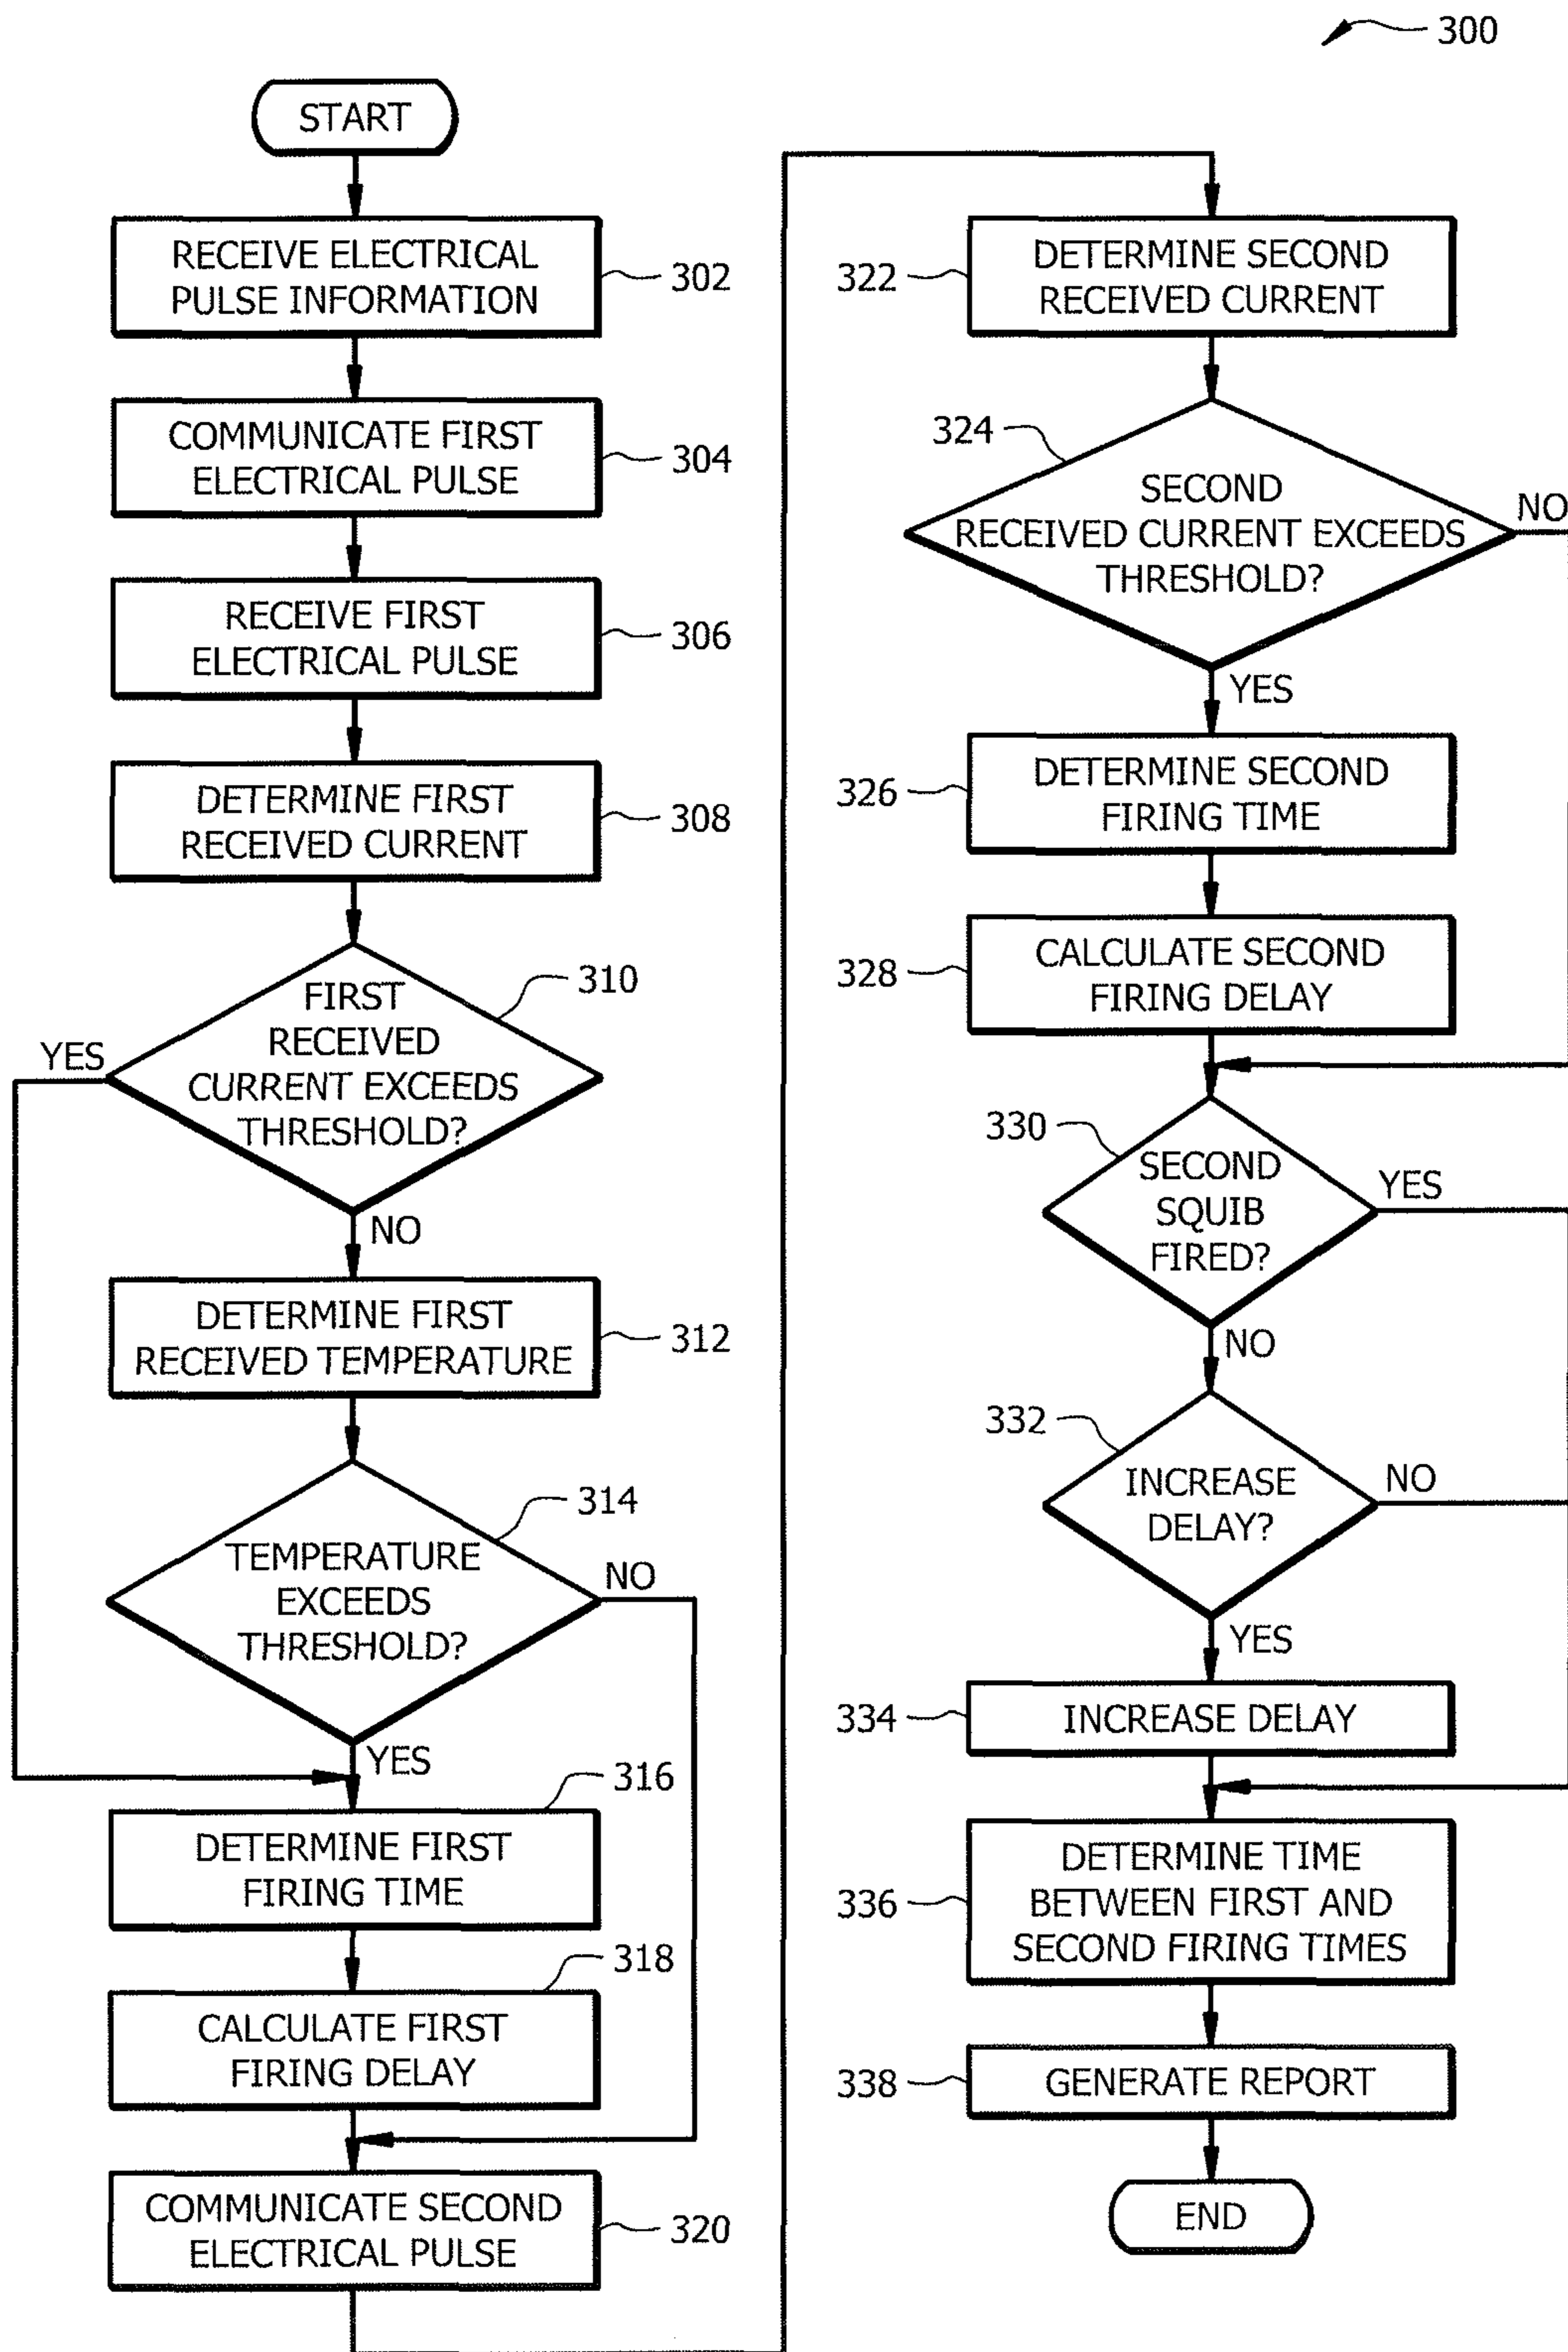 300
START
RECEIVE ELECTRICAL
PULSE INFORMATION
302
COMMUNICATE FIRST
ELECTRICAL PULSE
304
RECEIVE FIRST
ELECTRICAL PULSE
306
DETERMINE FIRST
RECEIVED CURRENT
308
FIRST
RECEIVED
CURRENT EXCEEDS
THRESHOLD?
310
YES
NO
DETERMINE FIRST
RECEIVED TEMPERATURE
312
TEMPERATURE
EXCEEDS
THRESHOLD?
314
NO
YES
316
DETERMINE FIRST
FIRING TIME
318
CALCULATE FIRST
FIRING DELAY
COMMUNICATE SECOND
ELECTRICAL PULSE
320
DETERMINE SECOND
RECEIVED CURRENT
322
324
SECOND
RECEIVED CURRENT EXCEEDS
THRESHOLD?
NO
YES
DETERMINE SECOND
FIRING TIME
326
CALCULATE SECOND
FIRING DELAY
328
330
SECOND
SQUIB
FIRED?
YES
NO
332
INCREASE
DELAY?
NO
YES
334
INCREASE DELAY
DETERMINE TIME
BETWEEN FIRST AND
SECOND FIRING TIMES
336
338
GENERATE REPORT
END